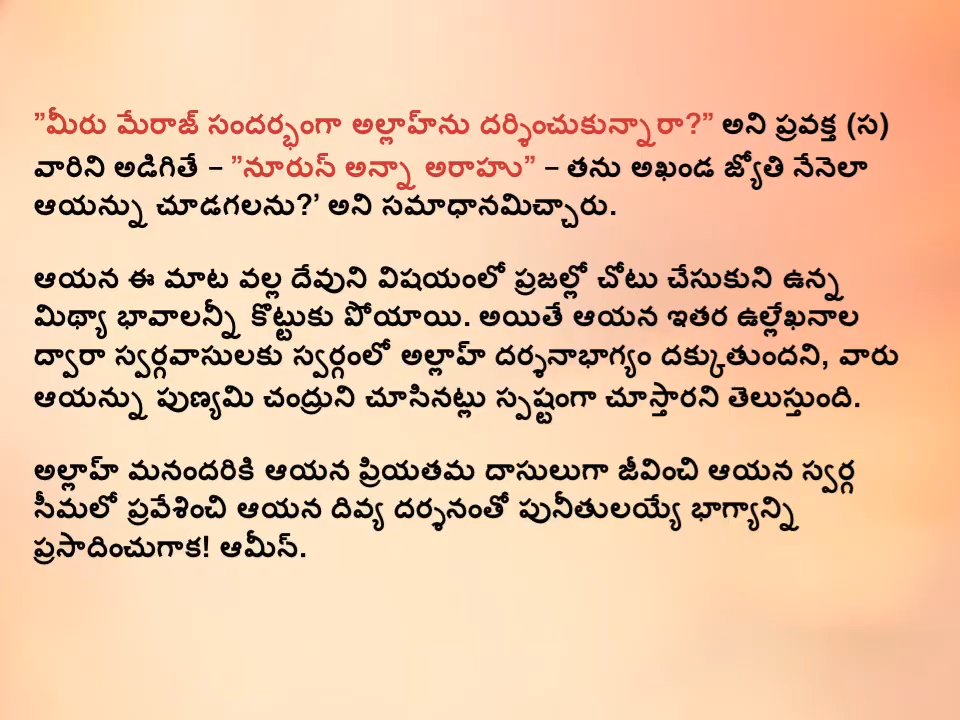 ”మీరు మేరాజ్ సందర్భంగా అల్లాహ్‌ను దర్శించుకున్నారా?” అని ప్రవక్త (స)
వారిని అడిగితే – ”నూరున్ అన్నా అరాహు” – తను అఖండ జ్యోతి నేనెలా
ఆయన్ను చూడగలను?’ అని సమాధానమిచ్చారు.
ఆయన ఈ మాట వల్ల దేవుని విషయంలో ప్రజల్లో చోటు చేసుకుని ఉన్న
మిథ్యా భావాలన్నీ కొట్టుకు పోయాయి. అయితే ఆయన ఇతర ఉల్లేఖనాల
ద్వారా స్వర్గవాసులకు స్వర్గంలో అల్లాహ్ దర్శనాభాగ్యం దక్కుతుందని, వారు
ఆయన్ను పుణ్యమి చంద్రుని చూసినట్లు స్పష్టంగా చూస్తారని తెలుస్తుంది.
అల్లాహ్ మనందరికి ఆయన ప్రియతమ దాసులుగా జీవించి ఆయన స్వర్గ
సీమలో ప్రవేశించి ఆయన దివ్య దర్శనంతో పునీతులయ్యే భాగ్యాన్ని
ప్రసాదించుగాక! ఆమీన్.